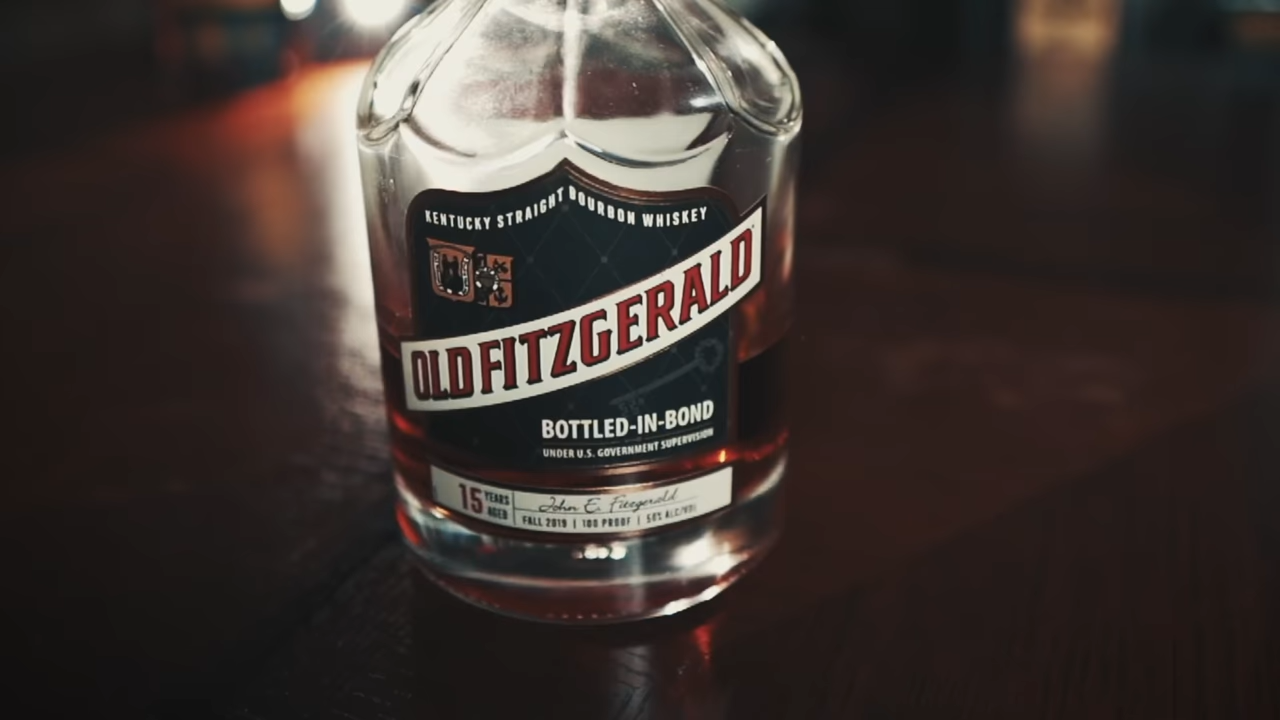 KENTUCKY STRAIGHT BOURBON WHISKEY
OLD FITZGERALD
BOTTLED-IN-BOND
UNDER U.S. GOVERNMENT SUPERVISION
15 YEARS AGED
John E. Fitzgerald
FALL 2019 | 100 PROOF | 50% ALC/VOL